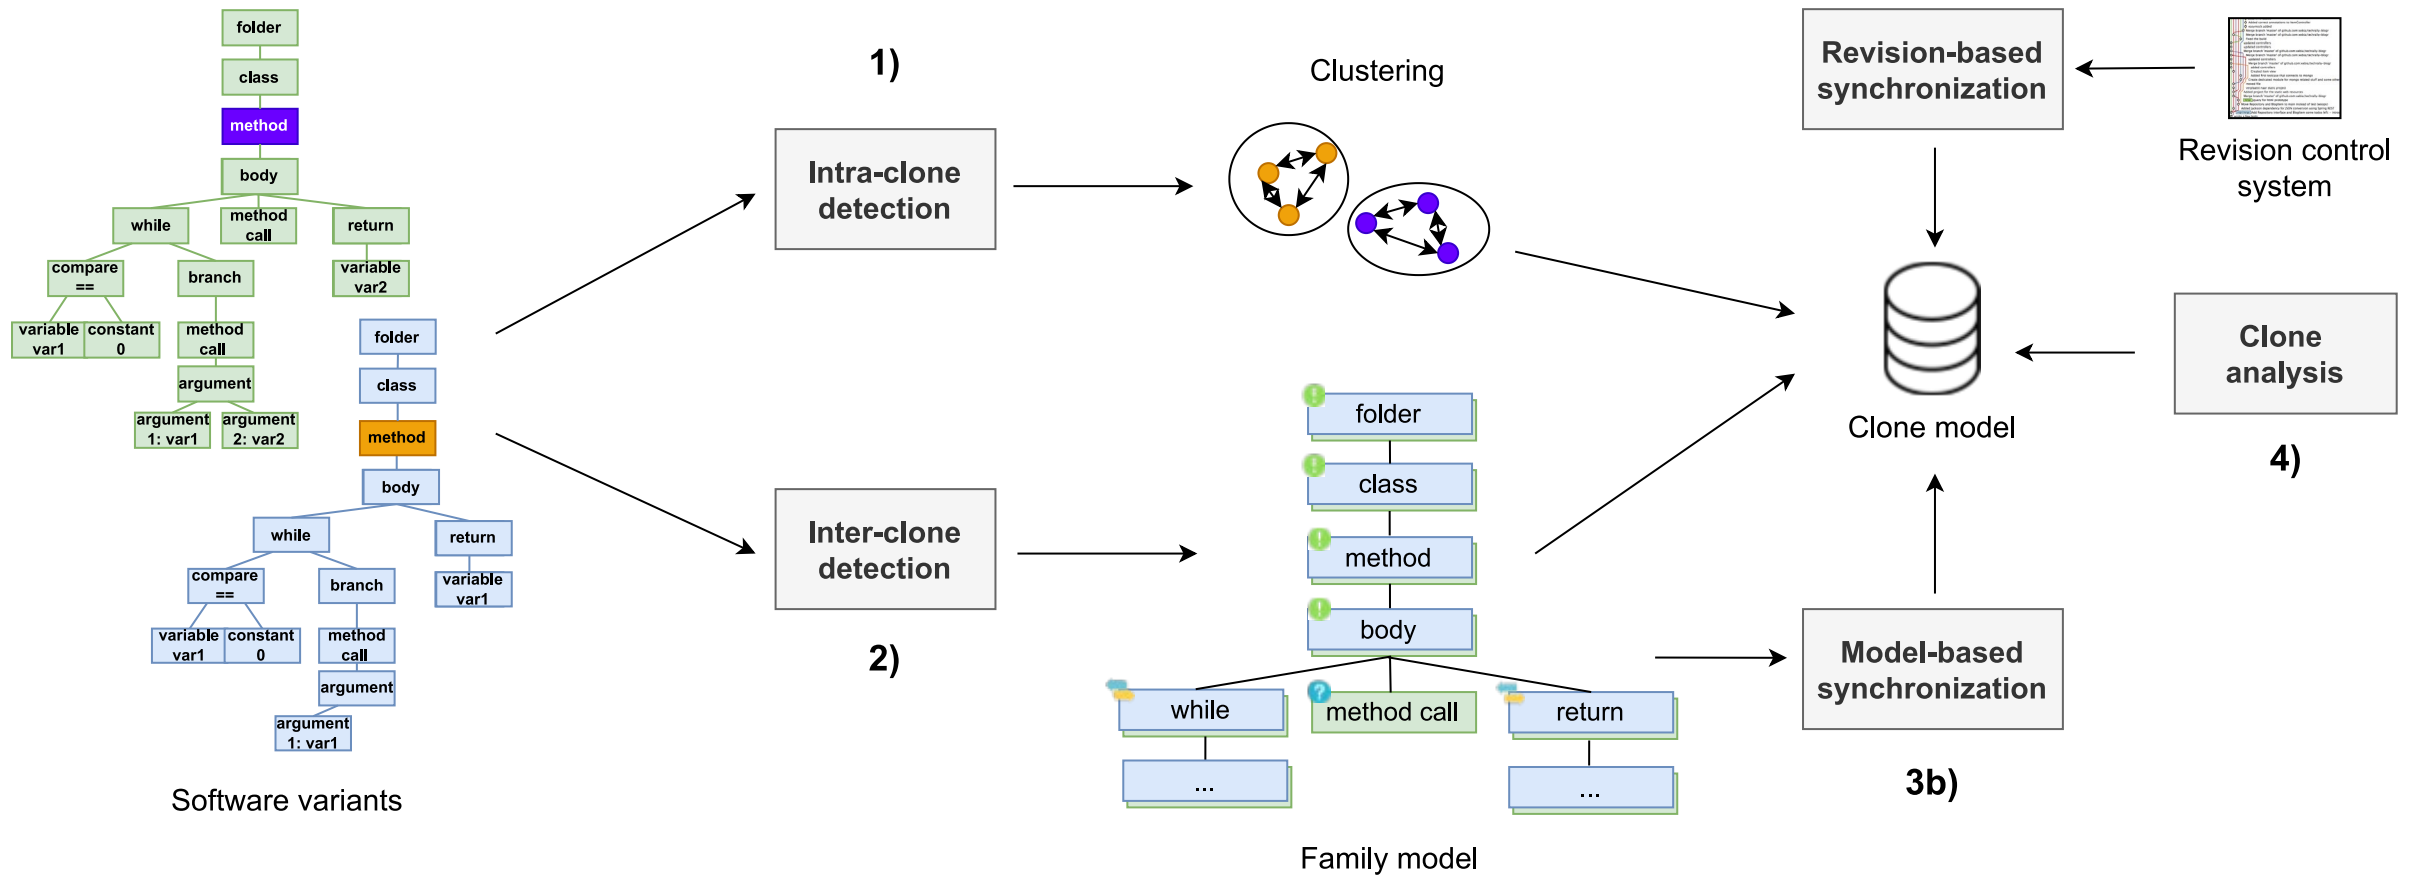 folder
class
method
body
while
method
call
return
compare
==
branch
variable
var2
variable
var1
constant
0
method
call
argument
argument
1: var1
argument
2: var2
folder
class
method
body
while
return
compare
==
branch
variable
var1
variable
var1
constant
0
method
call
argument
argument
1: var1
Software variants
1)
Intra-clone
detection
Inter-clone
detection
2)
Clustering
folder
class
method
body
while
method call
return
...
...
Family model
Revision-based
synchronization
Revision control
system
Clone model
Clone
analysis
4)
Model-based
synchronization
3b)